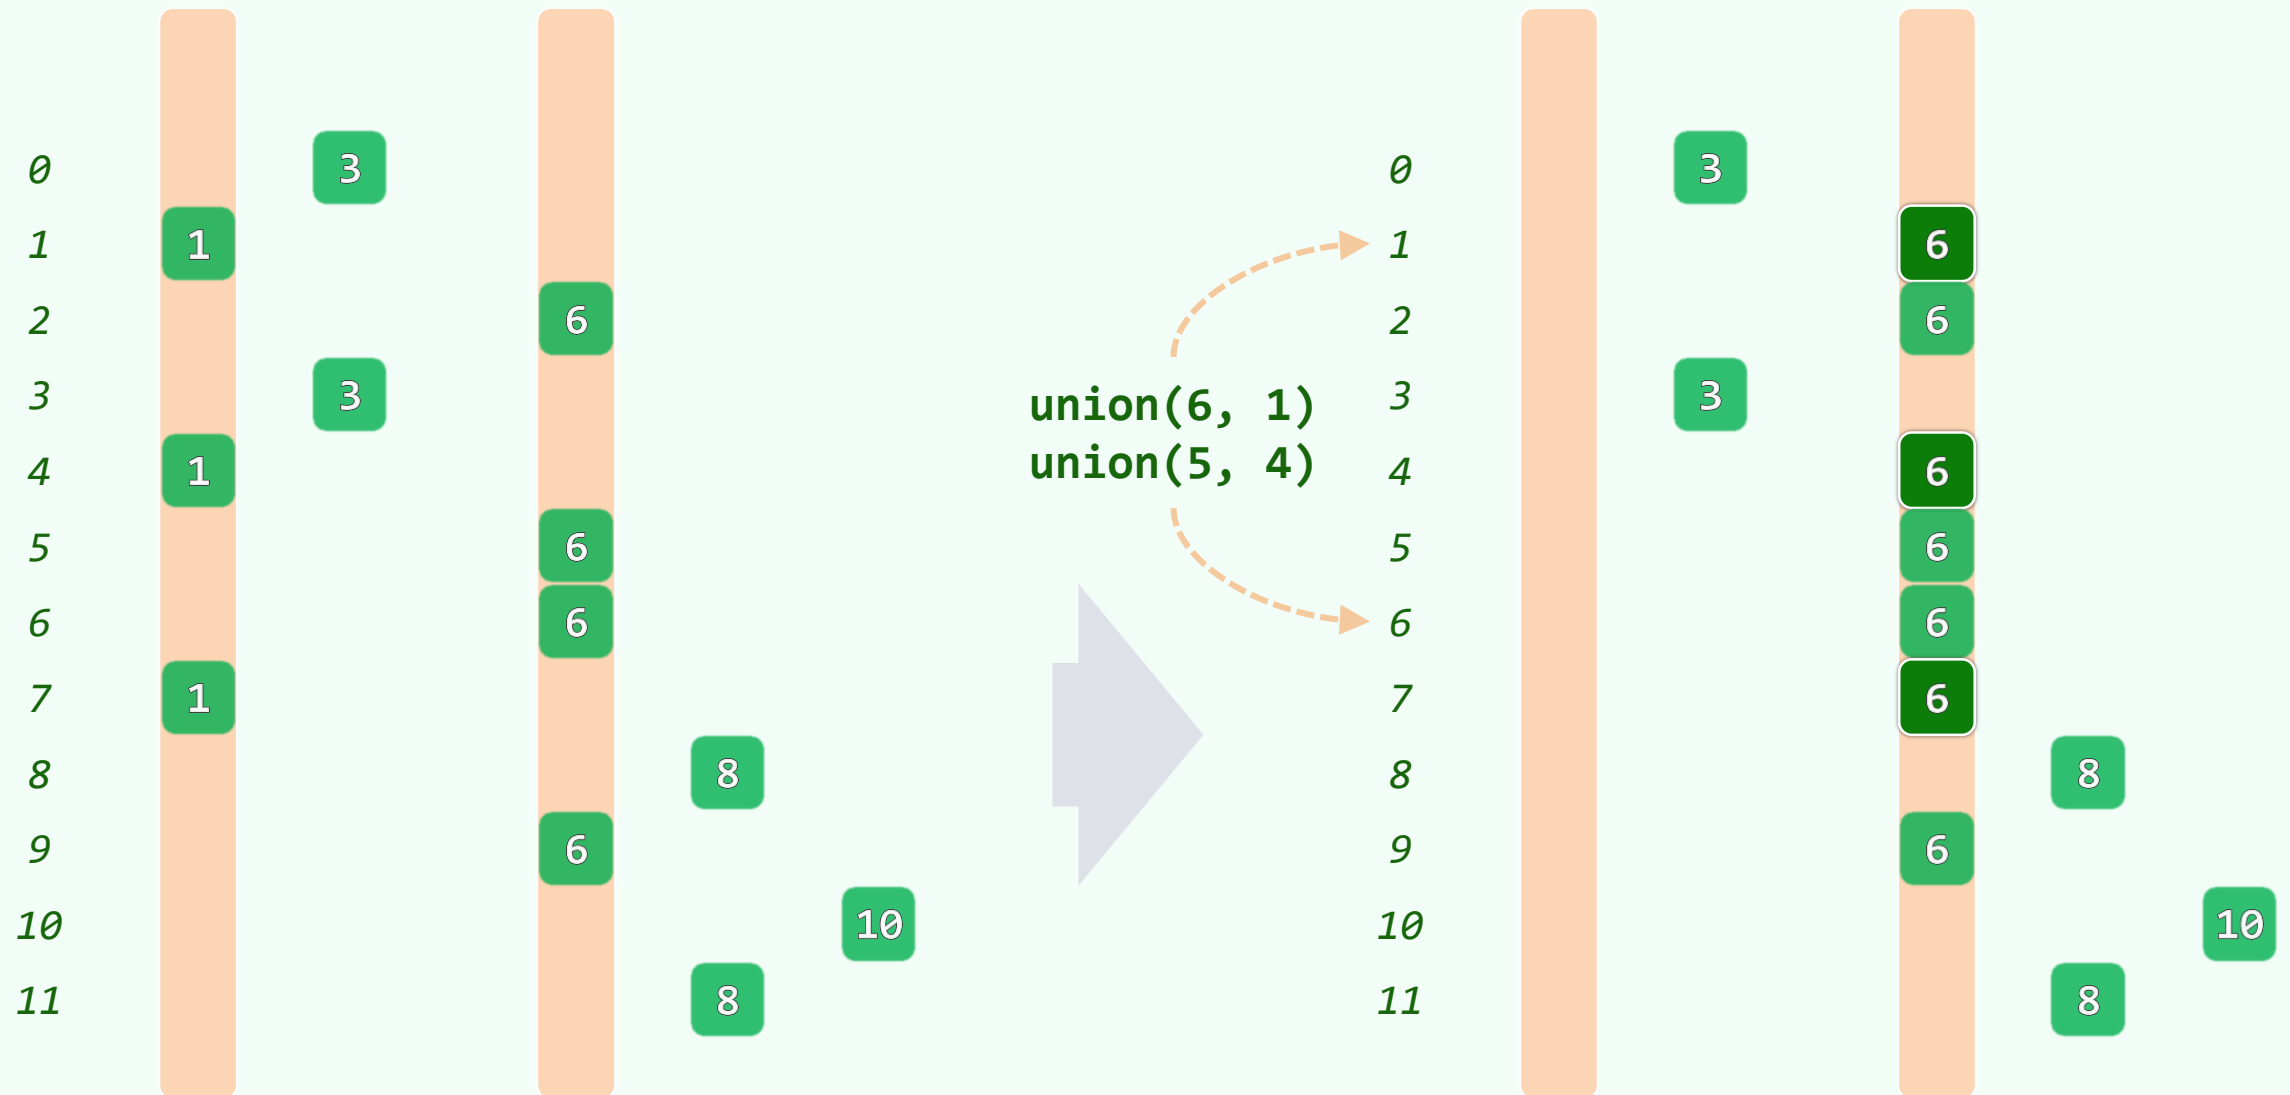 0 3 0 3
1 1 1 6
2 6 2 6
3 3 union(6, 1) 3 3
4 1 union(5, 4) 4 6
5 6 5 6
6 6 6 6
7 1 7 6
8 8 8 8
9 6 9 6
10 10 10 10
11 8 11 8